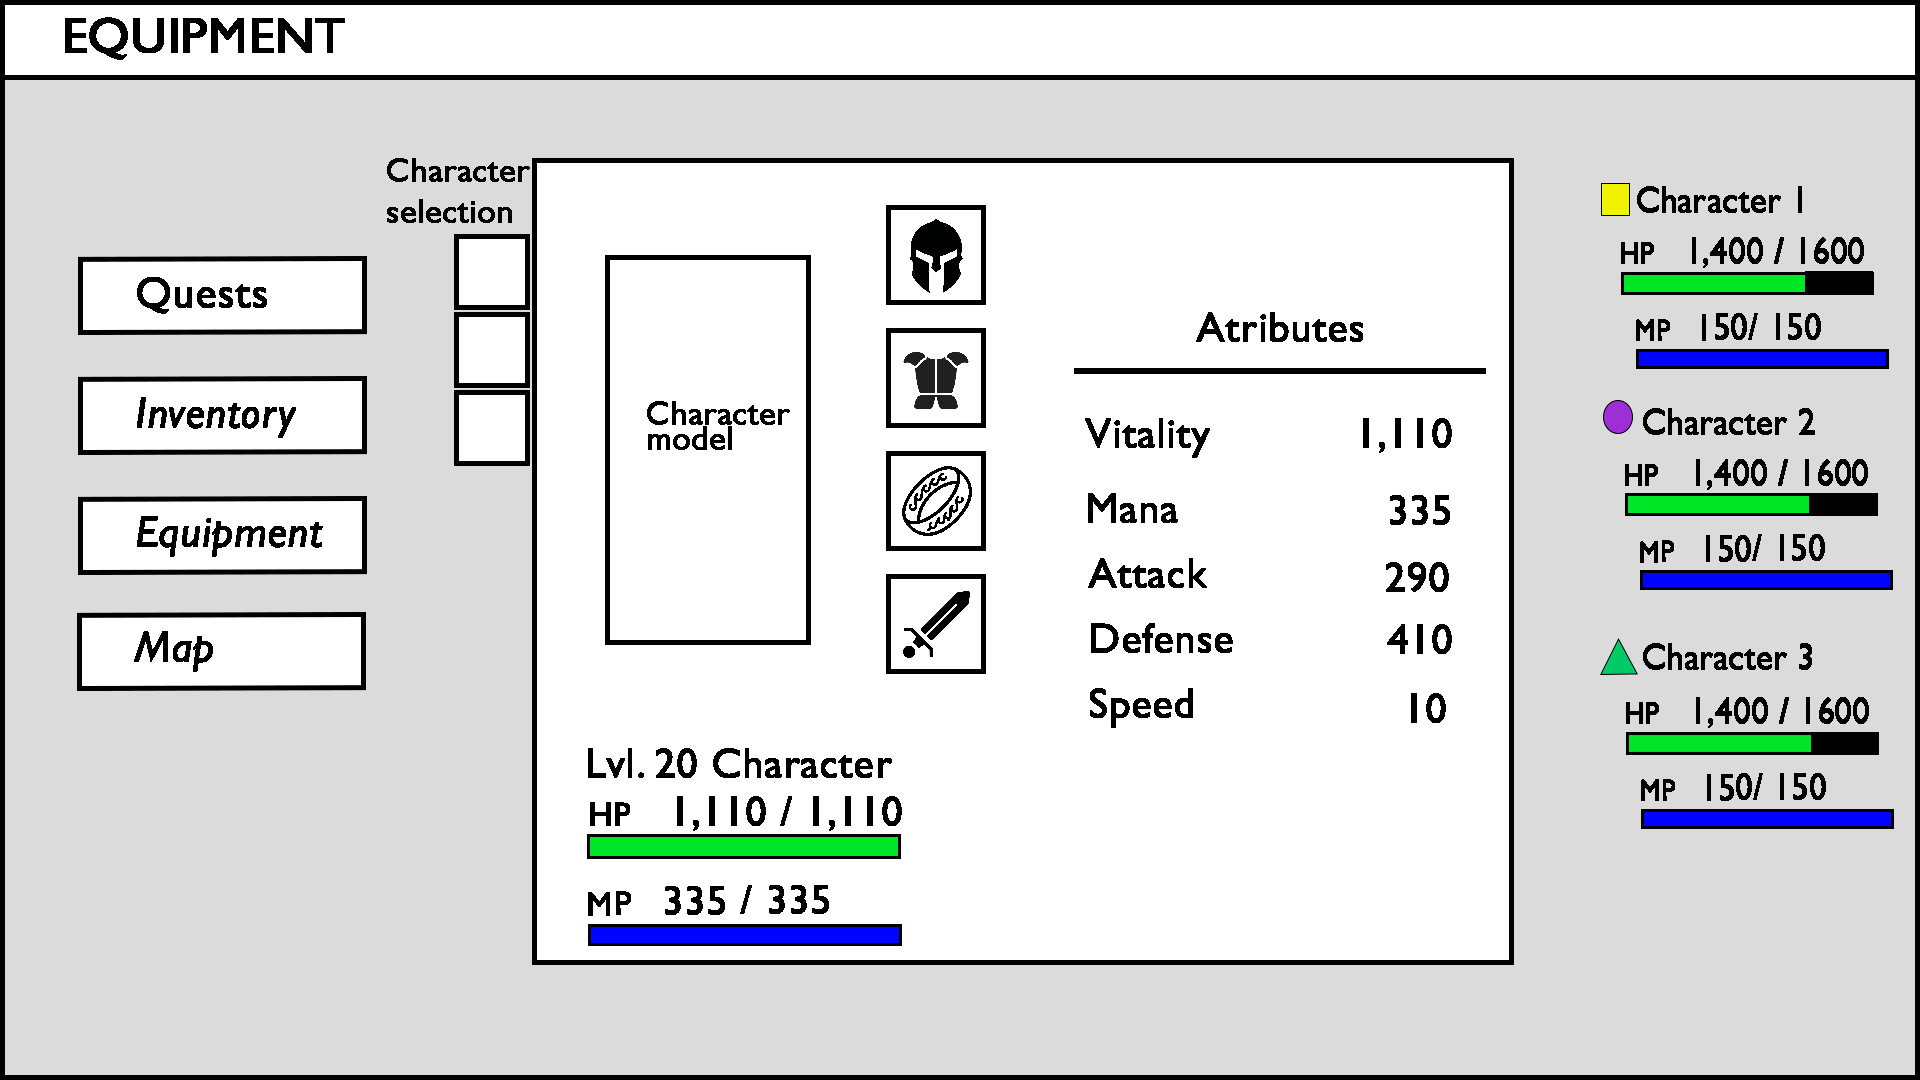 EQUIPMENT
Quests
Inventory
Equipment
Map
Character
selection
Character
model
Atributes
Vitality 1,110
Mana 335
Attack 290
Defense 410
Speed 10
Lvl. 20 Character
HP 1,110 / 1,110
MP 335 / 335
Character 1
HP 1,400 / 1600
MP 150/ 150
Character 2
HP 1,400 / 1600
MP 150/ 150
Character 3
HP 1,400 / 1600
MP 150/ 150